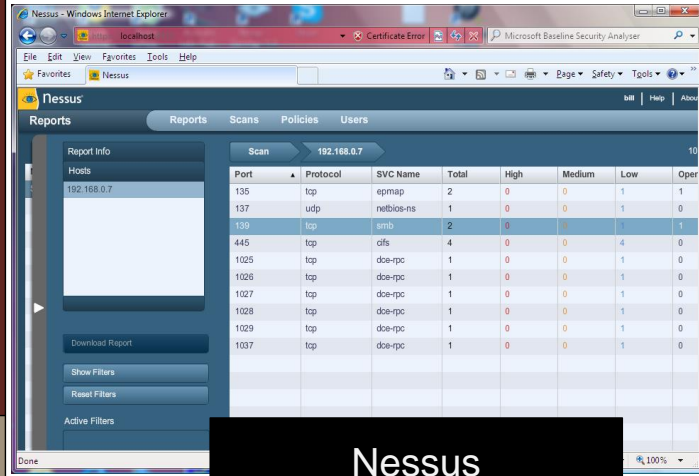 Nessus - Windows Internet Explorer
localhost Certificate Error Microsoft Baseline Security Analyser
File Edit View Favorites Tools Help
Favorites Nessus Page Safety Tools
Nessus bill Help Abou
Reports Reports Scans Policies Users
Report Info Scan 192.168.0.7 10
Hosts
192.168.0.7
Port Protocol SVC Name Total High Medium Low Oper
135 tcp epmap 2 0 0 1 1
137 udp netbios-ns 1 0 0 1 0
139 tcp smb 2 0 0 1 1
445 tcp cifs 4 0 0 4 0
1025 tcp dce-rpc 1 0 0 1 0
1026 tcp dce-rpc 1 0 0 1 0
1027 tcp dce-rpc 1 0 0 1 0
1028 tcp dce-rpc 1 0 0 1 0
1029 tcp dce-rpc 1 0 0 1 0
1037 tcp dce-rpc 1 0 0 1 0
Download Report
Show Filters
Reset Filters
Active Filters
Done 100%
Nessus